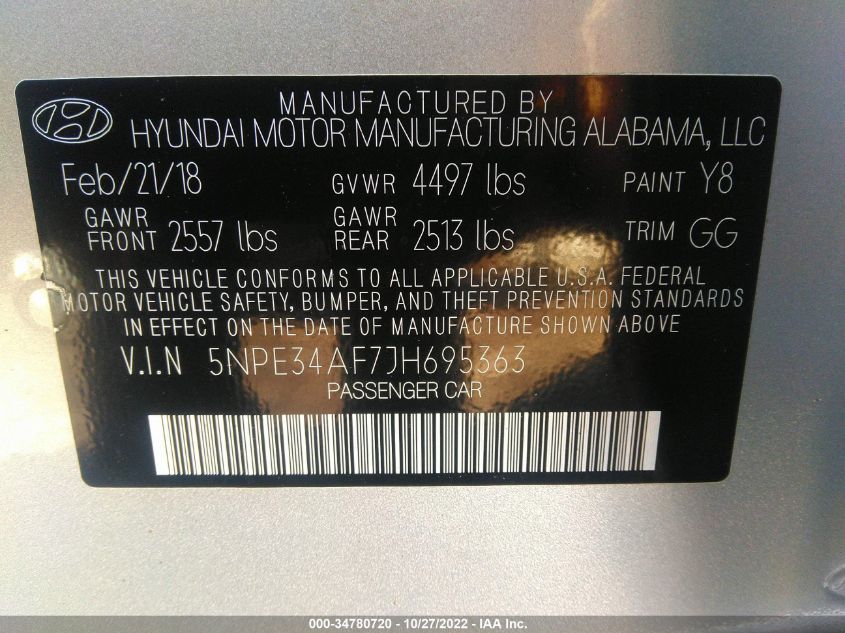 MANUFACTURED BY
HYUNDAI MOTOR MANUFACTURING ALABAMA, LLC
Feb/21/18 GVWR 4497 lbs PAINT Y8
GAWR FRONT 2557 lbs GAWR REAR 2513 lbs TRIM GG
THIS VEHICLE CONFORMS TO ALL APPLICABLE U.S.A. FEDERAL
MOTOR VEHICLE SAFETY, BUMPER, AND THEFT PREVENTION STANDARDS
IN EFFECT ON THE DATE OF MANUFACTURE SHOWN ABOVE
V.I.N 5NPE34AF7JH695363
PASSENGER CAR
000-34780720 - 10/27/2022 - IAA Inc.